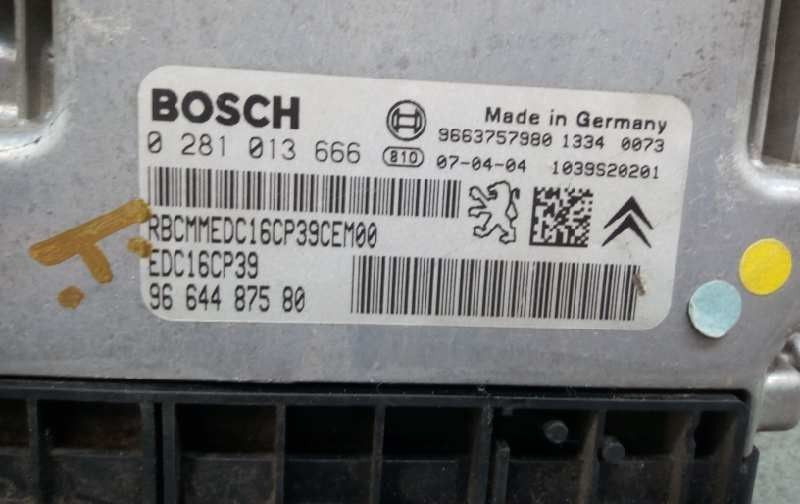 BOSCH
Made in Germany
9663757980 1334 0073
0 281 013 666
810 07-04-04 1039S20201
RBCMMEDC16CP39CEM00
EDC16CP39
96 644 875 80